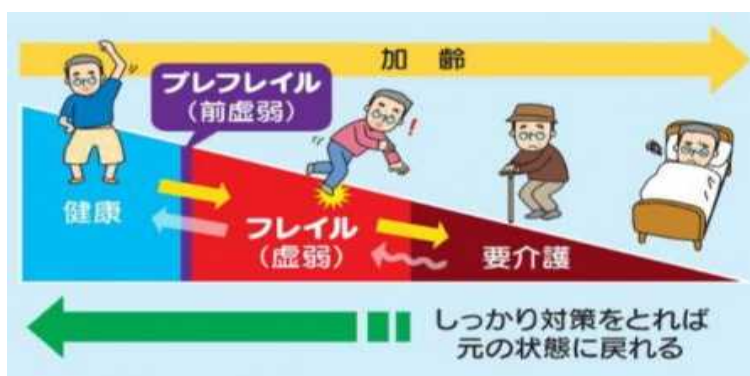 加齢
プレフレイル
（前虚弱）
健康
フレイル
（虚弱）
要介護
しっかり対策をとれば
元の状態に戻れる